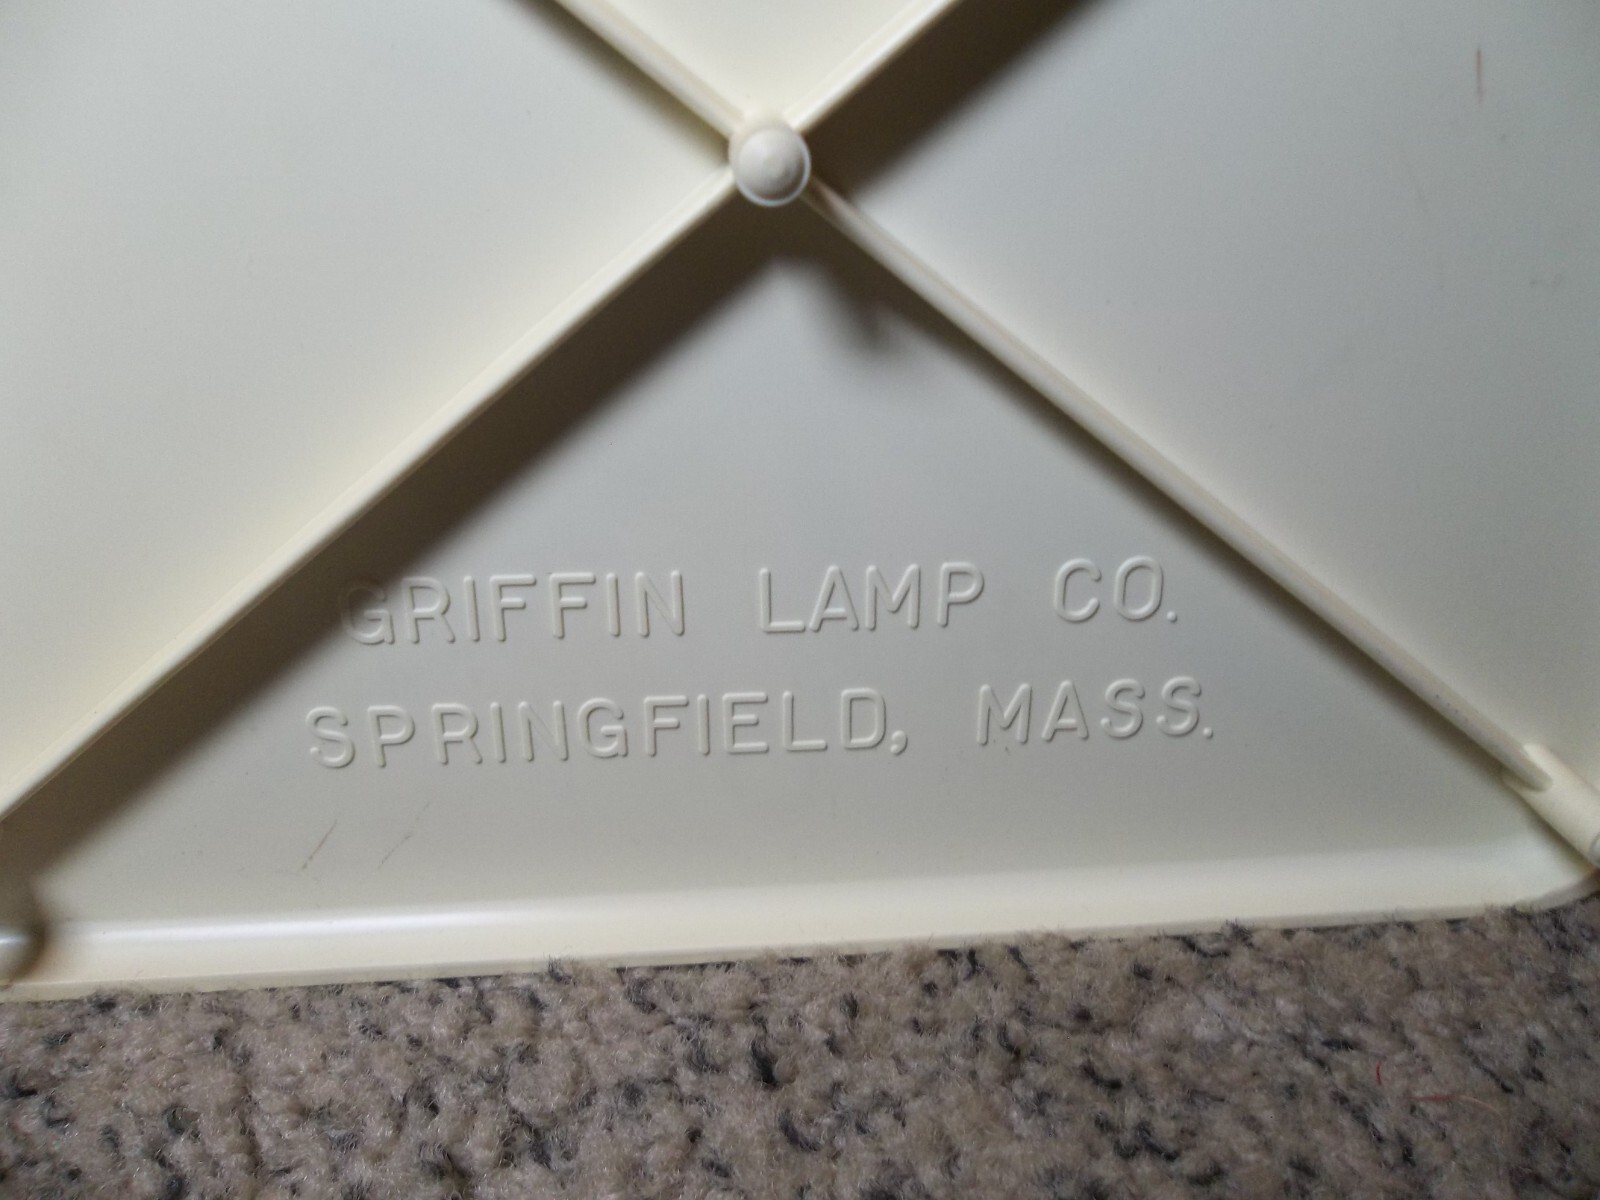 GRIFFIN LAMP CO.
SPRINGFIELD, MASS.